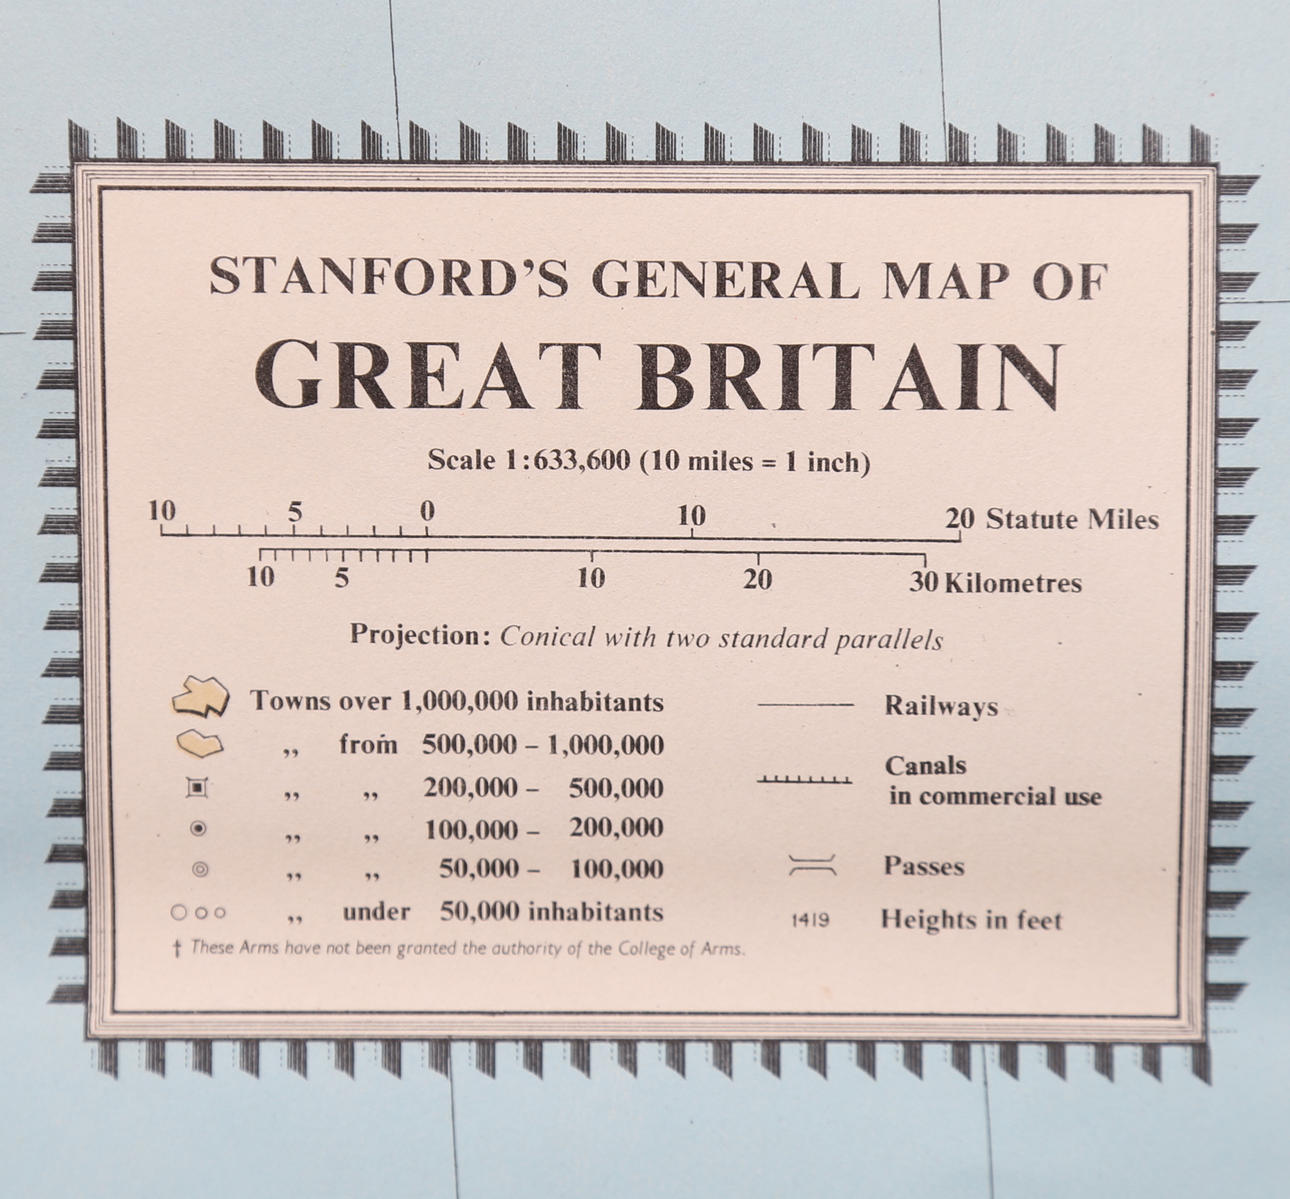 STANFORD'S GENERAL MAP OF
GREAT BRITAIN
Scale 1:633,600 (10 miles = 1 inch)
10 5 0 10 20 Statute Miles
10 5 10 20 30 Kilometres
Projection: Conical with two standard parallels
Towns over 1,000,000 inhabitants
,, from 500,000 – 1,000,000
,, ,, 200,000 – 500,000
,, ,, 100,000 – 200,000
,, ,, 50,000 – 100,000
,, under 50,000 inhabitants
† These Arms have not been granted the authority of the College of Arms.
Railways
Canals
in commercial use
Passes
1419 Heights in feet